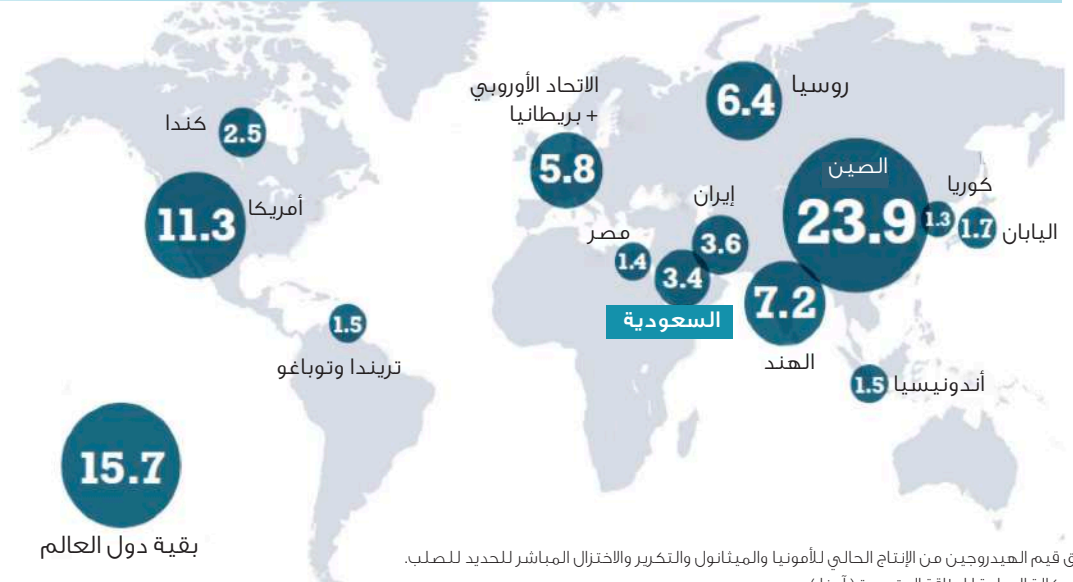 روسيا
6.4
الاتحاد الأوروبي
+ بريطانيا
5.8
كندا
2.5
أمريكا
11.3
الصين
23.9
كوريا
1.3
اليابان
1.7
إيران
3.6
مصر
1.4
3.4
السعودية
7.2
الهند
1.5
تريندا وتوباغو
أندونيسيا
1.5
15.7
بقية دول العالم
قيم الهيدروجين من الإنتاج الحالي للأمونيا والميثانول والتكرير والاختزال المباشر للحديد للصلب.